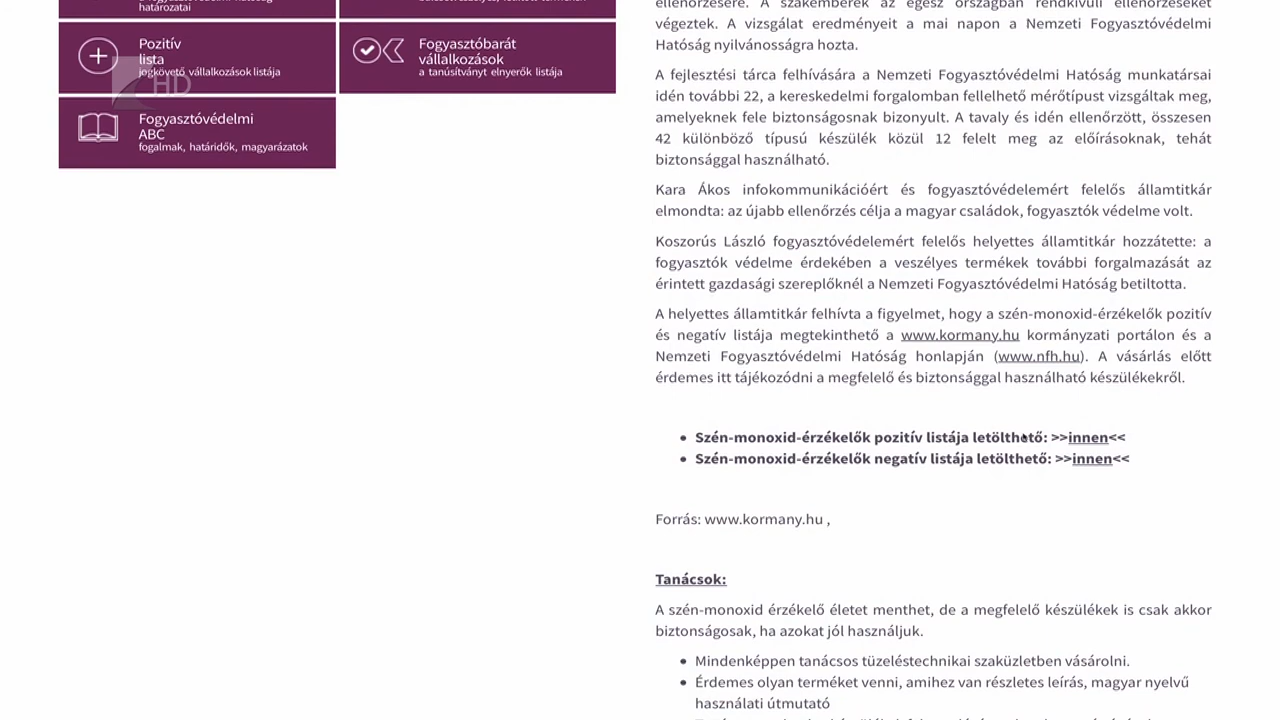 határozatai
Pozitív
lista
jogkövető vállalkozások listája
Fogyasztóbarát
vállalkozások
a tanúsítványt elnyerők listája
HD
Fogyasztóvédelmi
ABC
fogalmak, határidők, magyarázatok
ellenőrzésére. A szakemberek az egész országban rendkívüli ellenőrzéseket
végeztek. A vizsgálat eredményeit a mai napon a Nemzeti Fogyasztóvédelmi
Hatóság nyilvánosságra hozta.
A fejlesztési tárca felhívására a Nemzeti Fogyasztóvédelmi Hatóság munkatársai
idén további 22, a kereskedelmi forgalomban fellelhető mérőtípust vizsgáltak meg,
amelyeknek fele biztonságosnak bizonyult. A tavaly és idén ellenőrzött, összesen
42 különböző típusú készülék közül 12 felelt meg az előírásoknak, tehát
biztonsággal használható.
Kara Ákos infokommunikációért és fogyasztóvédelemért felelős államtitkár
elmondta: az újabb ellenőrzés célja a magyar családok, fogyasztók védelme volt.
Koszorús László fogyasztóvédelemért felelős helyettes államtitkár hozzátette: a
fogyasztók védelme érdekében a veszélyes termékek további forgalmazását az
érintett gazdasági szereplőknél a Nemzeti Fogyasztóvédelmi Hatóság betiltotta.
A helyettes államtitkár felhívta a figyelmet, hogy a szén-monoxid-érzékelők pozitív
és negatív listája megtekinthető a www.kormany.hu kormányzati portálon és a
Nemzeti Fogyasztóvédelmi Hatóság honlapján (www.nfh.hu). A vásárlás előtt
érdemes itt tájékozódni a megfelelő és biztonsággal használható készülékekről.
• Szén-monoxid-érzékelők pozitív listája letölthető: >>innen<<
• Szén-monoxid-érzékelők negatív listája letölthető: >>innen<<
Forrás: www.kormany.hu ,
Tanácsok:
A szén-monoxid érzékelő életet menthet, de a megfelelő készülékek is csak akkor
biztonságosak, ha azokat jól használjuk.
• Mindenképpen tanácsos tüzeléstechnikai szaküzletben vásárolni.
• Érdemes olyan terméket venni, amihez van részletes leírás, magyar nyelvű
használati útmutató